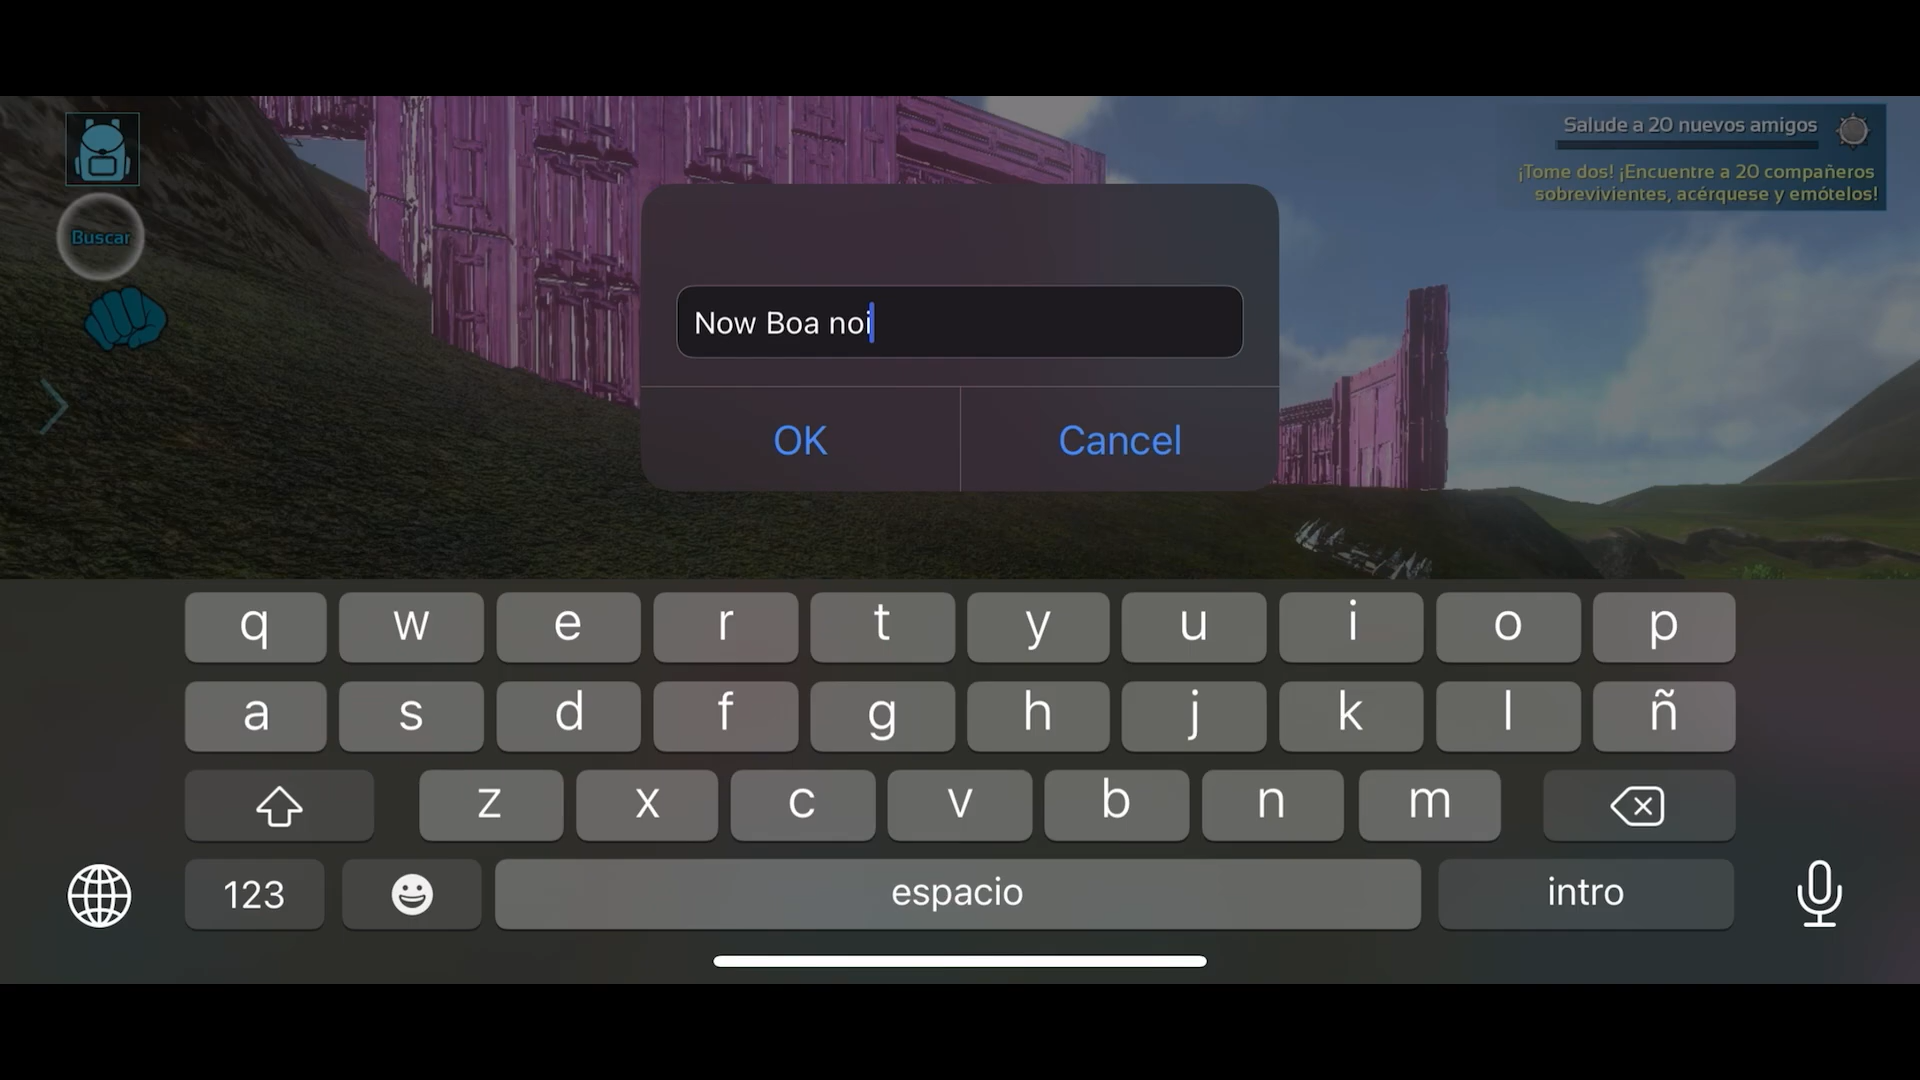 Salude a 20 nuevos amigos
¡Tome dos! ¡Encuentre a 20 compañeros
sobrevivientes, acérquese y emótelos!
Buscar
Now Boa noi
OK
Cancel
q w e r t y u i o p
a s d f g h j k l ñ
z x c v b n m
123
espacio
intro